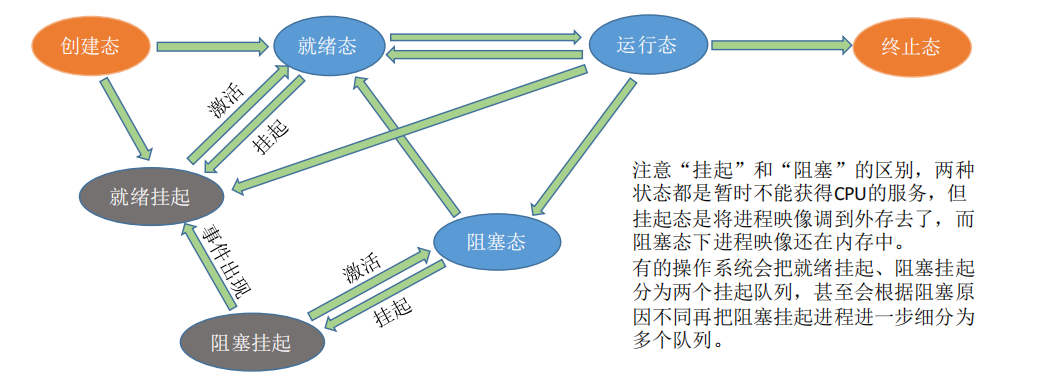 创建态
就绪态
运行态
终止态
激活
挂起
就绪挂起
事件出现
阻塞态
激活
挂起
阻塞挂起
注意“挂起”和“阻塞”的区别，两种
状态都是暂时不能获得CPU的服务，但
挂起态是将进程映像调到外存去了，而
阻塞态下进程映像还在内存中。
有的操作系统会把就绪挂起、阻塞挂起
分为两个挂起队列，甚至会根据阻塞原
因不同再把阻塞挂起进程进一步细分为
多个队列。